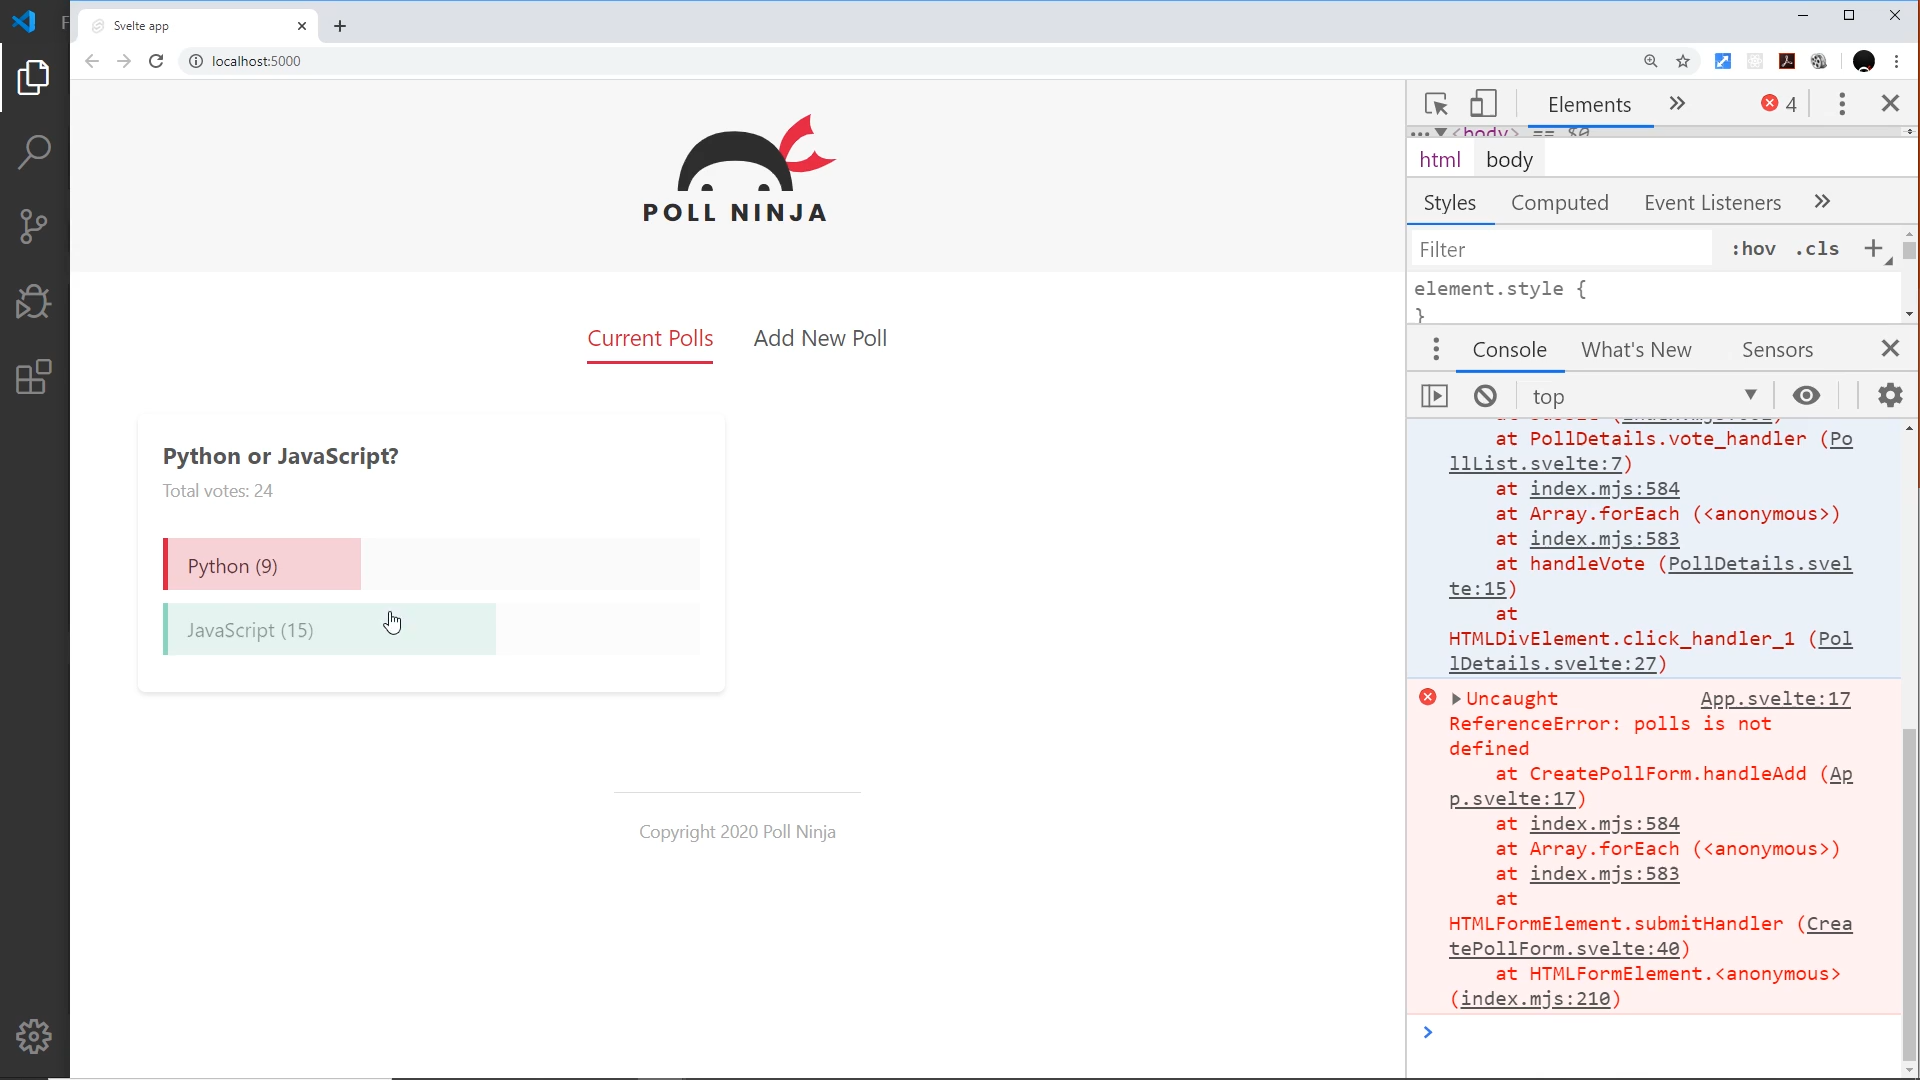 F
Svelte app
localhost:5000
POLL NINJA
Current Polls
Add New Poll
Python or JavaScript?
Total votes: 24
Python (9)
JavaScript (15)
Copyright 2020 Poll Ninja
Elements
4
<body> == $0
html
body
Styles
Computed
Event Listeners
Filter
:hov
.cls
element.style {
}
Console
What's New
Sensors
top
at PollDetails.vote_handler (Po
llList.svelte:7)
at index.mjs:584
at Array.forEach (<anonymous>)
at index.mjs:583
at handleVote (PollDetails.svel
te:15)
at
HTMLDivElement.click_handler_1 (Pol
lDetails.svelte:27)
Uncaught
App.svelte:17
ReferenceError: polls is not
defined
at CreatePollForm.handleAdd (Ap
p.svelte:17)
at index.mjs:584
at Array.forEach (<anonymous>)
at index.mjs:583
at
HTMLFormElement.submitHandler (Crea
tePollForm.svelte:40)
at HTMLFormElement.<anonymous>
(index.mjs:210)